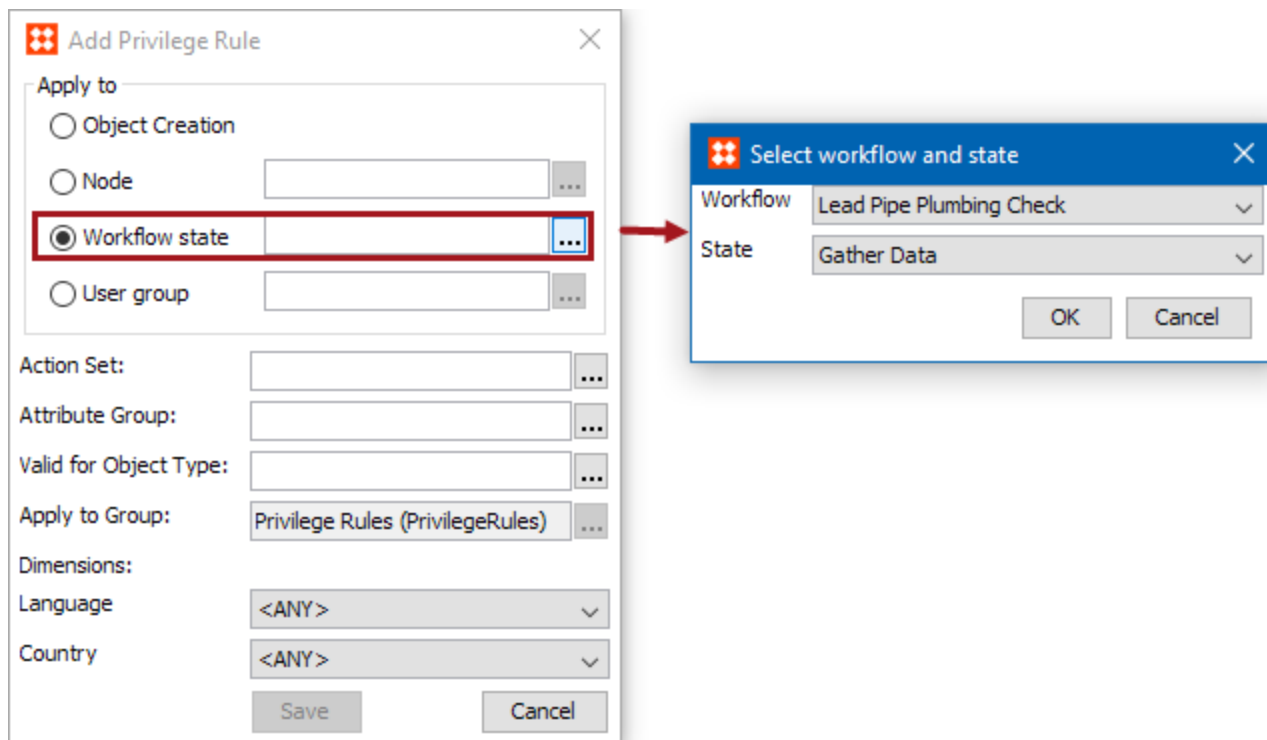 Add Privilege Rule
Apply to
Object Creation
Node ...
Workflow state ...
User group ...
Action Set: ...
Attribute Group: ...
Valid for Object Type: ...
Apply to Group: Privilege Rules (PrivilegeRules) ...
Dimensions:
Language <ANY>
Country <ANY>
Save Cancel
Select workflow and state
Workflow Lead Pipe Plumbing Check
State Gather Data
OK Cancel